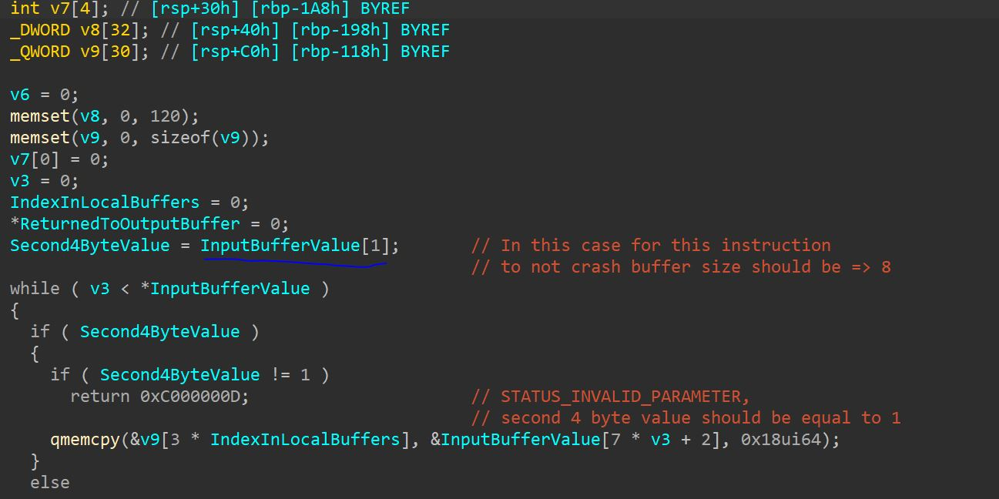 int v7[4]; // [rsp+30h] [rbp-1A8h] BYREF
_DWORD v8[32]; // [rsp+40h] [rbp-198h] BYREF
_QWORD v9[30]; // [rsp+C0h] [rbp-118h] BYREF
v6 = 0;
memset(v8, 0, 120);
memset(v9, 0, sizeof(v9));
v7[0] = 0;
v3 = 0;
IndexInLocalBuffers = 0;
*ReturnedToOutputBuffer = 0;
Second4ByteValue = InputBufferValue[1]; // In this case for this instruction
// to not crash buffer size should be => 8
while ( v3 < *InputBufferValue )
{
if ( Second4ByteValue )
{
if ( Second4ByteValue != 1 )
return 0xC000000D; // STATUS_INVALID_PARAMETER,
// second 4 byte value should be equal to 1
qmemcpy(&v9[3 * IndexInLocalBuffers], &InputBufferValue[7 * v3 + 2], 0x18ui64);
}
else